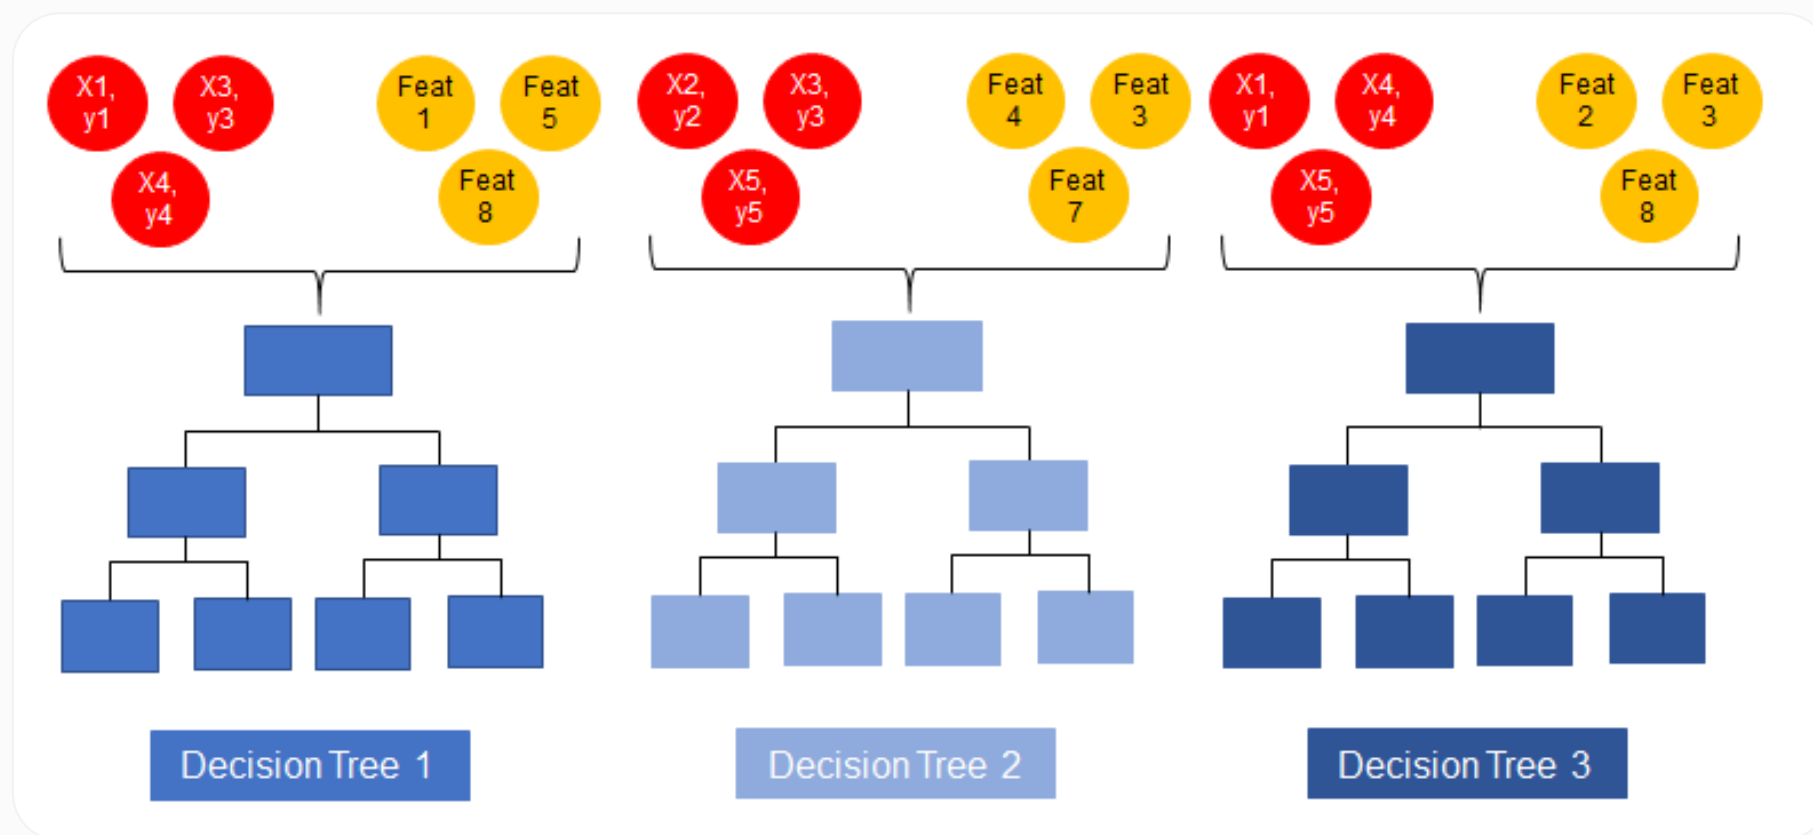 X1,
y1
X3,
y3
X4,
y4
Feat
1
Feat
5
Feat
8
X2,
y2
X3,
y3
X5,
y5
Feat
4
Feat
3
Feat
7
X1,
y1
X4,
y4
X5,
y5
Feat
2
Feat
3
Feat
8
Decision Tree 1
Decision Tree 2
Decision Tree 3